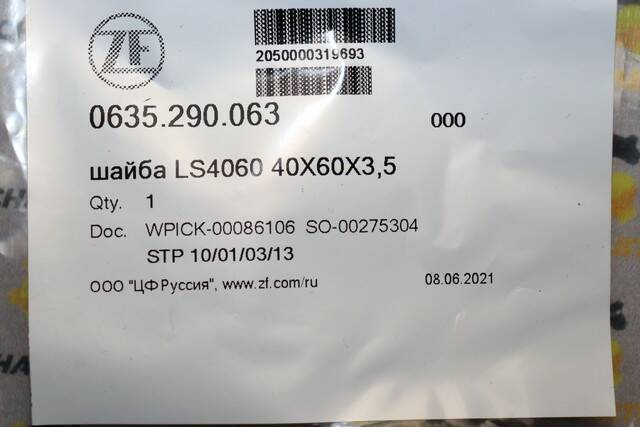 ZF
2050000319693
0635.290.063 000
шайба LS4060 40X60X3,5
Qty. 1
Doc. WPICK-00086106 SO-00275304
STP 10/01/03/13
ООО "ЦФ Руссия", www.zf.com/ru 08.06.2021